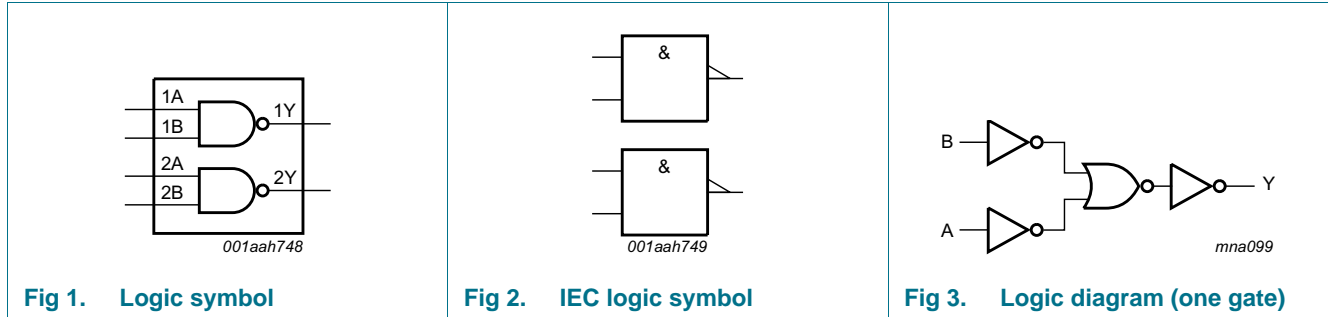 1A
1B
1Y
2A
2B
2Y
001aah748
Fig 1. Logic symbol
&
&
001aah749
Fig 2. IEC logic symbol
B
A
Y
mna099
Fig 3. Logic diagram (one gate)